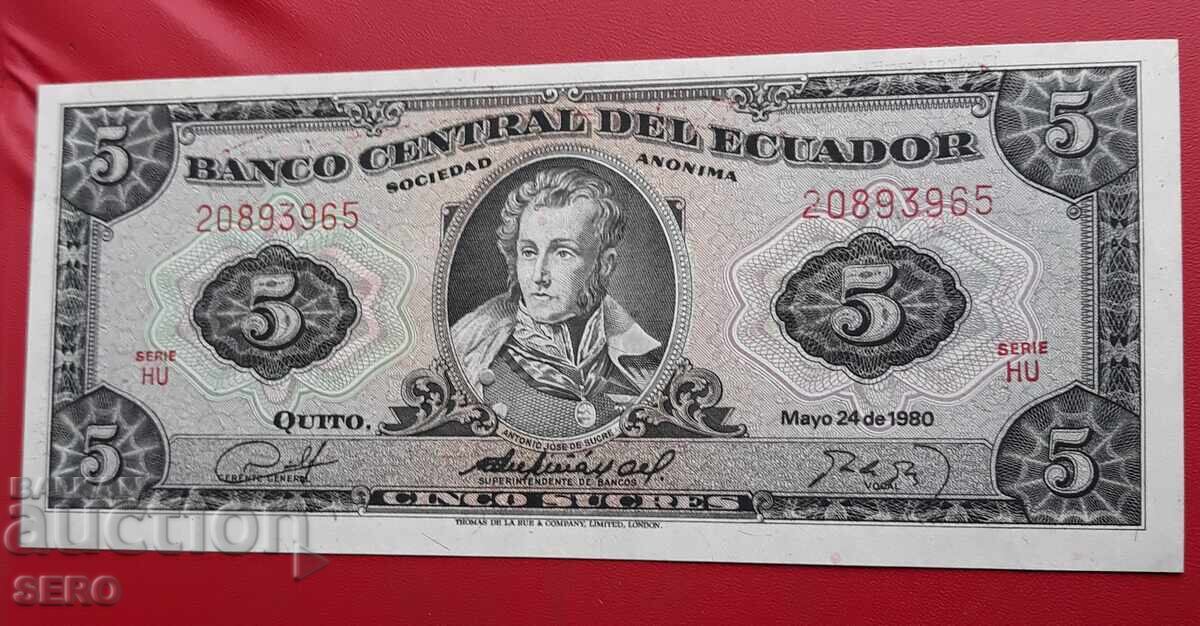 5 5
BANCO CENTRAL DEL ECUADOR
SOCIEDAD ANONIMA
20893965 20893965
5 5
SERIE HU SERIE HU
QUITO. Mayo 24 de 1980
ANTONIO JOSE DE SUCRE
5 5
GERENTE GENERAL SUPERINTENDENTE DE BANCOS VOCAL
CINCO SUCRES
THOMAS DE LA RUE & COMPANY, LIMITED, LONDON.
BALKAN
auction
SERO